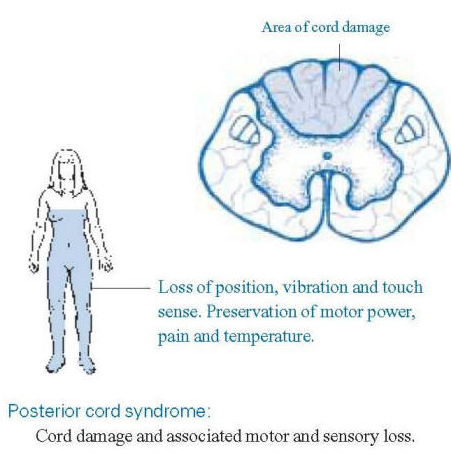 Area of cord damage
Loss of position, vibration and touch
sense. Preservation of motor power,
pain and temperature.
Posterior cord syndrome:
Cord damage and associated motor and sensory loss.